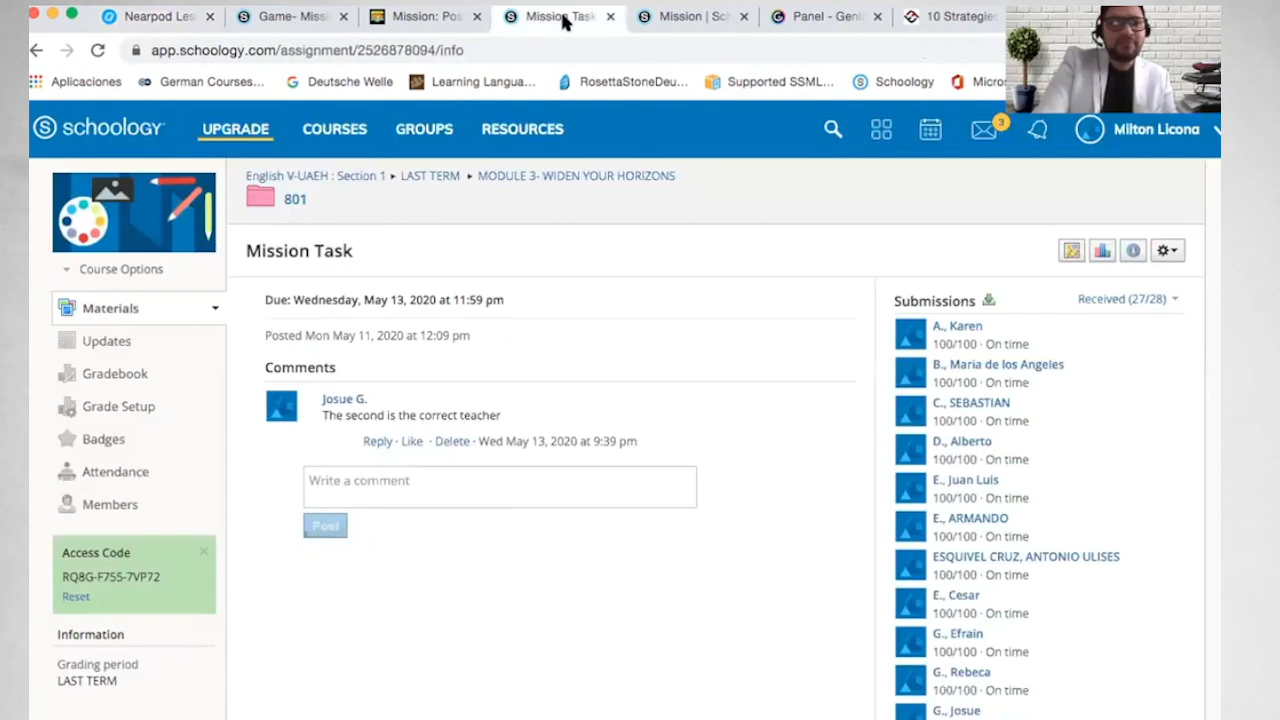 Nearpod Les
Game- Missi
Mission: Pos
Mission Task
Mission | Sc
Panel - Geni
10 Strategies
app.schoology.com/assignment/2526878094/info
Aplicaciones
German Courses...
Deutsche Welle
Learning Langua...
RosettaStoneDeu...
Supported SSML...
Schoology
Micros
schoology
UPGRADE
COURSES
GROUPS
RESOURCES
3
Milton Licona
English V-UAEH : Section 1 ▸ LAST TERM ▸ MODULE 3- WIDEN YOUR HORIZONS
801
Course Options
Materials
Updates
Gradebook
Grade Setup
Badges
Attendance
Members
Access Code
RQ8G-F755-7VP72
Reset
Information
Grading period
LAST TERM
Mission Task
Due: Wednesday, May 13, 2020 at 11:59 pm
Posted Mon May 11, 2020 at 12:09 pm
Comments
Josue G.
The second is the correct teacher
Reply · Like · Delete · Wed May 13, 2020 at 9:39 pm
Write a comment
Post
Submissions
Received (27/28)
A., Karen
100/100 · On time
B., Maria de los Angeles
100/100 · On time
C., SEBASTIAN
100/100 · On time
D., Alberto
100/100 · On time
E., Juan Luis
100/100 · On time
E., ARMANDO
100/100 · On time
ESQUIVEL CRUZ, ANTONIO ULISES
100/100 · On time
E., Cesar
100/100 · On time
G., Efrain
100/100 · On time
G., Rebeca
100/100 · On time
G., Josue